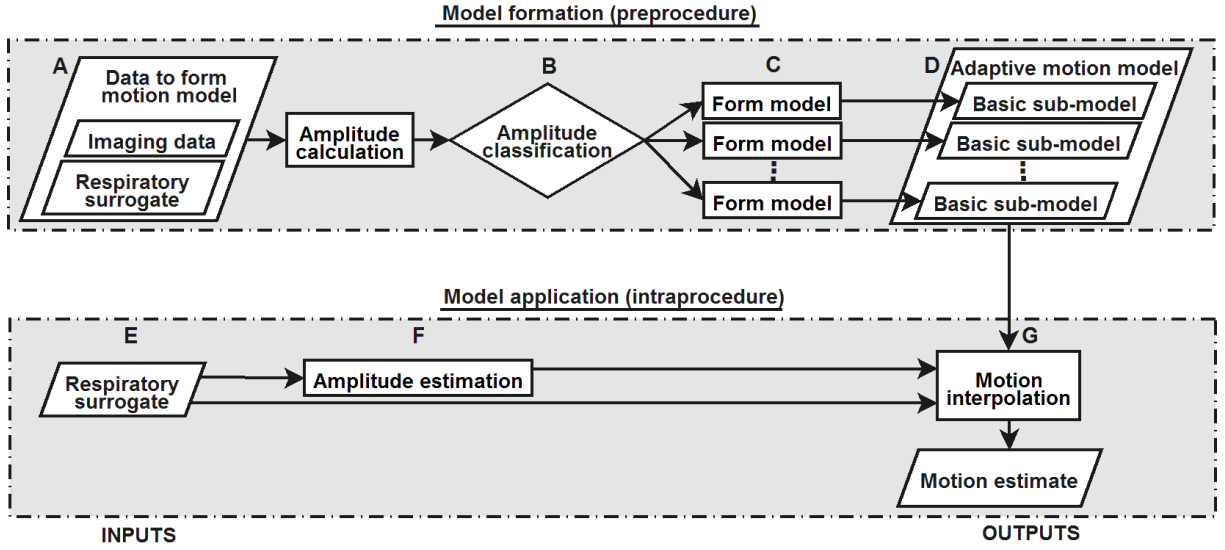 Model formation (preprocedure)
A
B
C
D
Data to form
motion model
Imaging data
Respiratory
surrogate
Amplitude
calculation
Amplitude
classification
Form model
Form model
Form model
Adaptive motion model
Basic sub-model
Basic sub-model
Basic sub-model
Model application (intraprocedure)
E
F
G
Respiratory
surrogate
Amplitude estimation
Motion
interpolation
Motion estimate
INPUTS
OUTPUTS